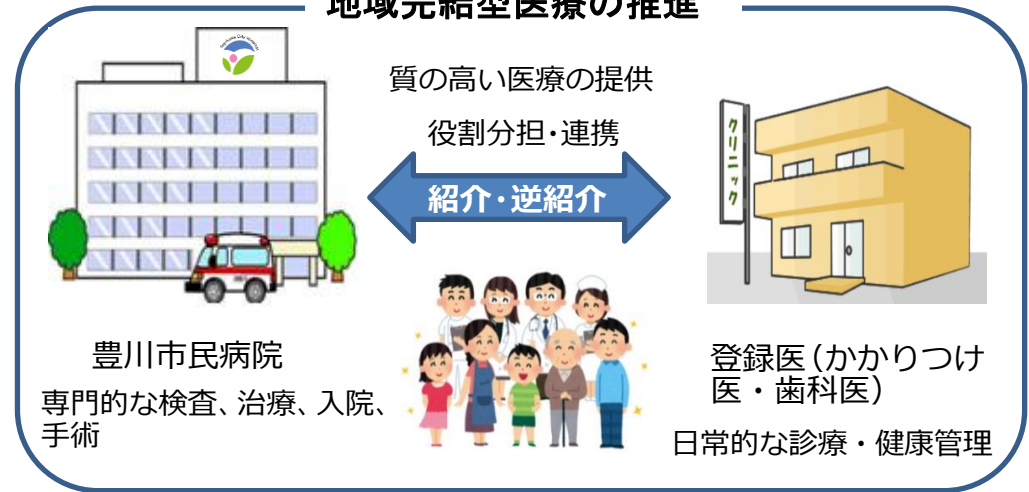 地域完結型医療の推進
質の高い医療の提供
役割分担・連携
紹介・逆紹介
クリニック
豊川市民病院
専門的な検査、治療、入院、
手術
登録医（かかりつけ
医・歯科医）
日常的な診療・健康管理